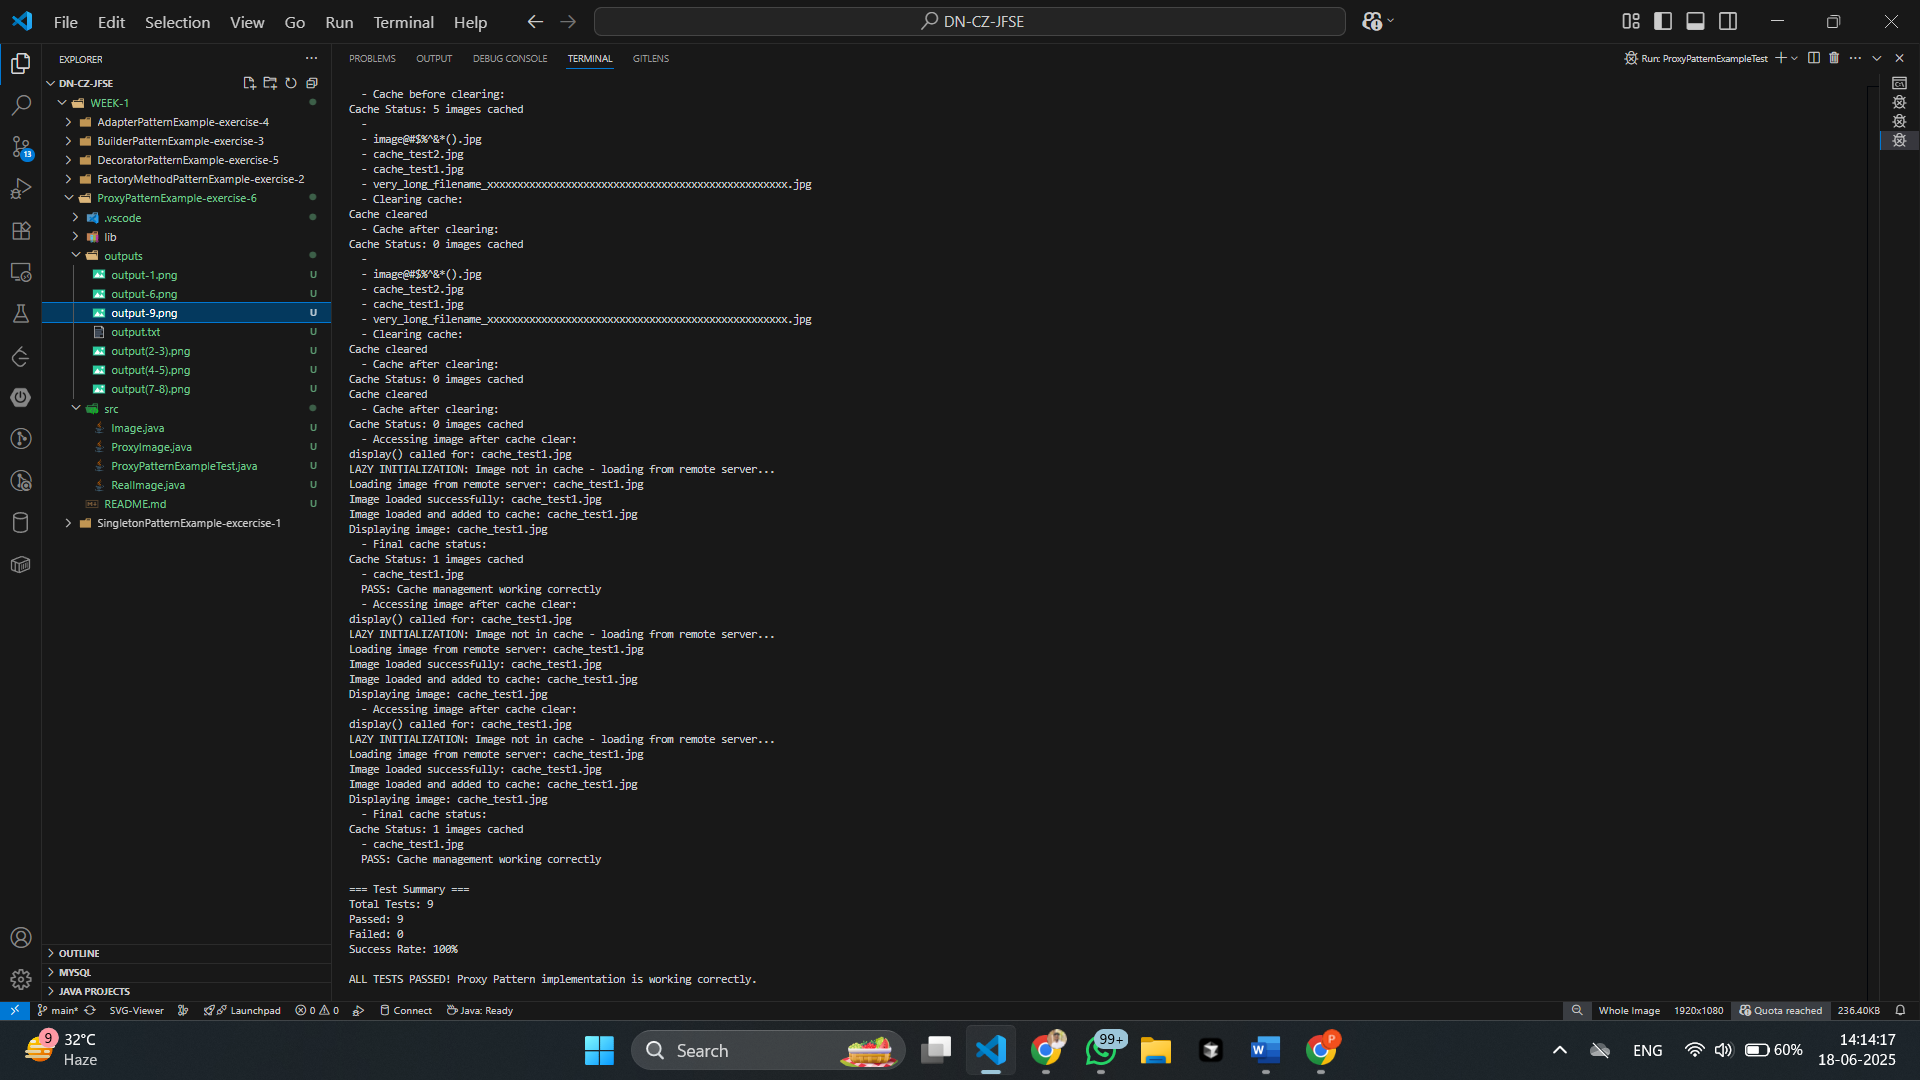 File Edit Selection View Go Run Terminal Help
DN-CZ-JFSE
EXPLORER
DN-CZ-JFSE
WEEK-1
AdapterPatternExample-exercise-4
BuilderPatternExample-exercise-3
DecoratorPatternExample-exercise-5
FactoryMethodPatternExample-exercise-2
ProxyPatternExample-exercise-6
.vscode
lib
outputs
output-1.png U
output-6.png U
output-9.png U
output.txt U
output(2-3).png U
output(4-5).png U
output(7-8).png U
src
Image.java U
ProxyImage.java U
ProxyPatternExampleTest.java U
RealImage.java U
README.md U
SingletonPatternExample-excercise-1
OUTLINE
MYSQL
JAVA PROJECTS
13
PROBLEMS OUTPUT DEBUG CONSOLE TERMINAL GITLENS
Run: ProxyPatternExampleTest
- Cache before clearing:
Cache Status: 5 images cached
-
- image@#$%^&*().jpg
- cache_test2.jpg
- cache_test1.jpg
- very_long_filename_xxxxxxxxxxxxxxxxxxxxxxxxxxxxxxxxxxxxxxxxxxxxxxxxxx.jpg
- Clearing cache:
Cache cleared
- Cache after clearing:
Cache Status: 0 images cached
-
- image@#$%^&*().jpg
- cache_test2.jpg
- cache_test1.jpg
- very_long_filename_xxxxxxxxxxxxxxxxxxxxxxxxxxxxxxxxxxxxxxxxxxxxxxxxxx.jpg
- Clearing cache:
Cache cleared
- Cache after clearing:
Cache Status: 0 images cached
Cache cleared
- Cache after clearing:
Cache Status: 0 images cached
- Accessing image after cache clear:
display() called for: cache_test1.jpg
LAZY INITIALIZATION: Image not in cache - loading from remote server...
Loading image from remote server: cache_test1.jpg
Image loaded successfully: cache_test1.jpg
Image loaded and added to cache: cache_test1.jpg
Displaying image: cache_test1.jpg
- Final cache status:
Cache Status: 1 images cached
- cache_test1.jpg
PASS: Cache management working correctly
- Accessing image after cache clear:
display() called for: cache_test1.jpg
LAZY INITIALIZATION: Image not in cache - loading from remote server...
Loading image from remote server: cache_test1.jpg
Image loaded successfully: cache_test1.jpg
Image loaded and added to cache: cache_test1.jpg
Displaying image: cache_test1.jpg
- Accessing image after cache clear:
display() called for: cache_test1.jpg
LAZY INITIALIZATION: Image not in cache - loading from remote server...
Loading image from remote server: cache_test1.jpg
Image loaded successfully: cache_test1.jpg
Image loaded and added to cache: cache_test1.jpg
Displaying image: cache_test1.jpg
- Final cache status:
Cache Status: 1 images cached
- cache_test1.jpg
PASS: Cache management working correctly
=== Test Summary ===
Total Tests: 9
Passed: 9
Failed: 0
Success Rate: 100%
ALL TESTS PASSED! Proxy Pattern implementation is working correctly.
main* SVG-Viewer Launchpad 0 0 Connect Java: Ready Whole Image 1920x1080 Quota reached 236.40KB
9 32°C
Haze
Search
99+
P
ENG
60%
14:14:17
18-06-2025